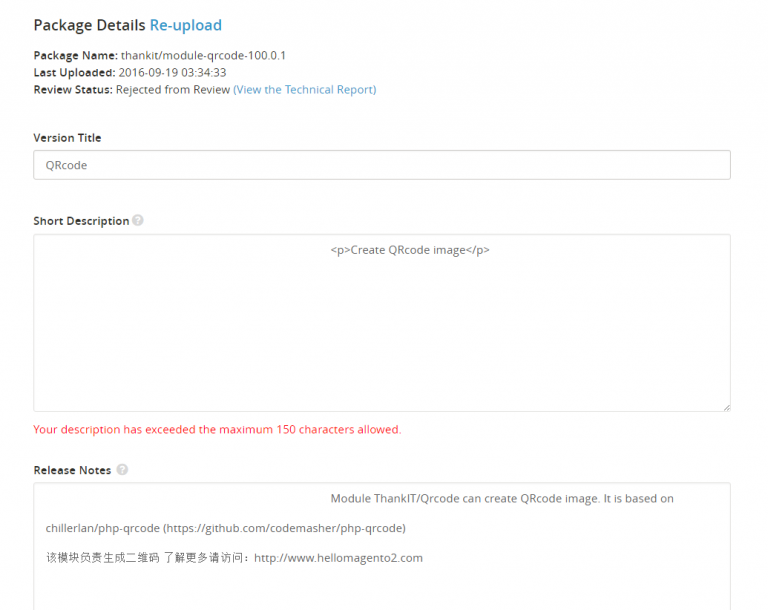 Package Details Re-upload
Package Name: thankit/module-qrcode-100.0.1
Last Uploaded: 2016-09-19 03:34:33
Review Status: Rejected from Review (View the Technical Report)
Version Title
QRcode
Short Description ?
<p>Create QRcode image</p>
Your description has exceeded the maximum 150 characters allowed.
Release Notes ?
Module ThankIT/Qrcode can create QRcode image. It is based on
chillerlan/php-qrcode (https://github.com/codemasher/php-qrcode)
该模块负责生成二维码 了解更多请访问：http://www.hellomagento2.com